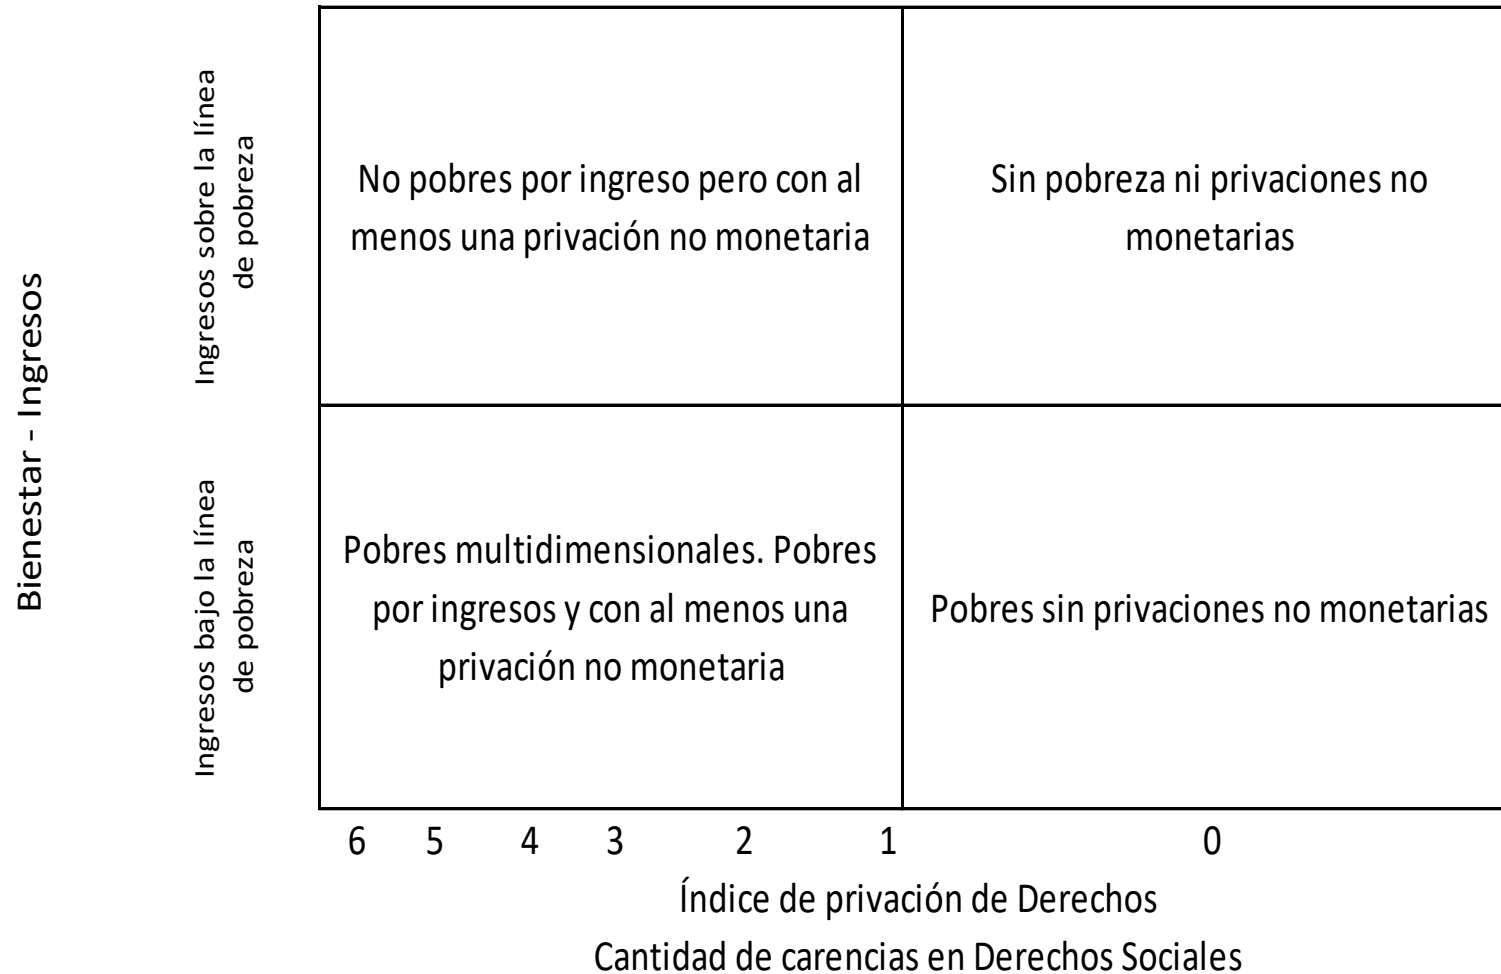 Bienestar - Ingresos
Ingresos sobre la línea
de pobreza
No pobres por ingreso pero con al
menos una privación no monetaria
Sin pobreza ni privaciones no
monetarias
Ingresos bajo la línea
de pobreza
Pobres multidimensionales. Pobres
por ingresos y con al menos una
privación no monetaria
Pobres sin privaciones no monetarias
6 5 4 3 2 1 0
Índice de privación de Derechos
Cantidad de carencias en Derechos Sociales